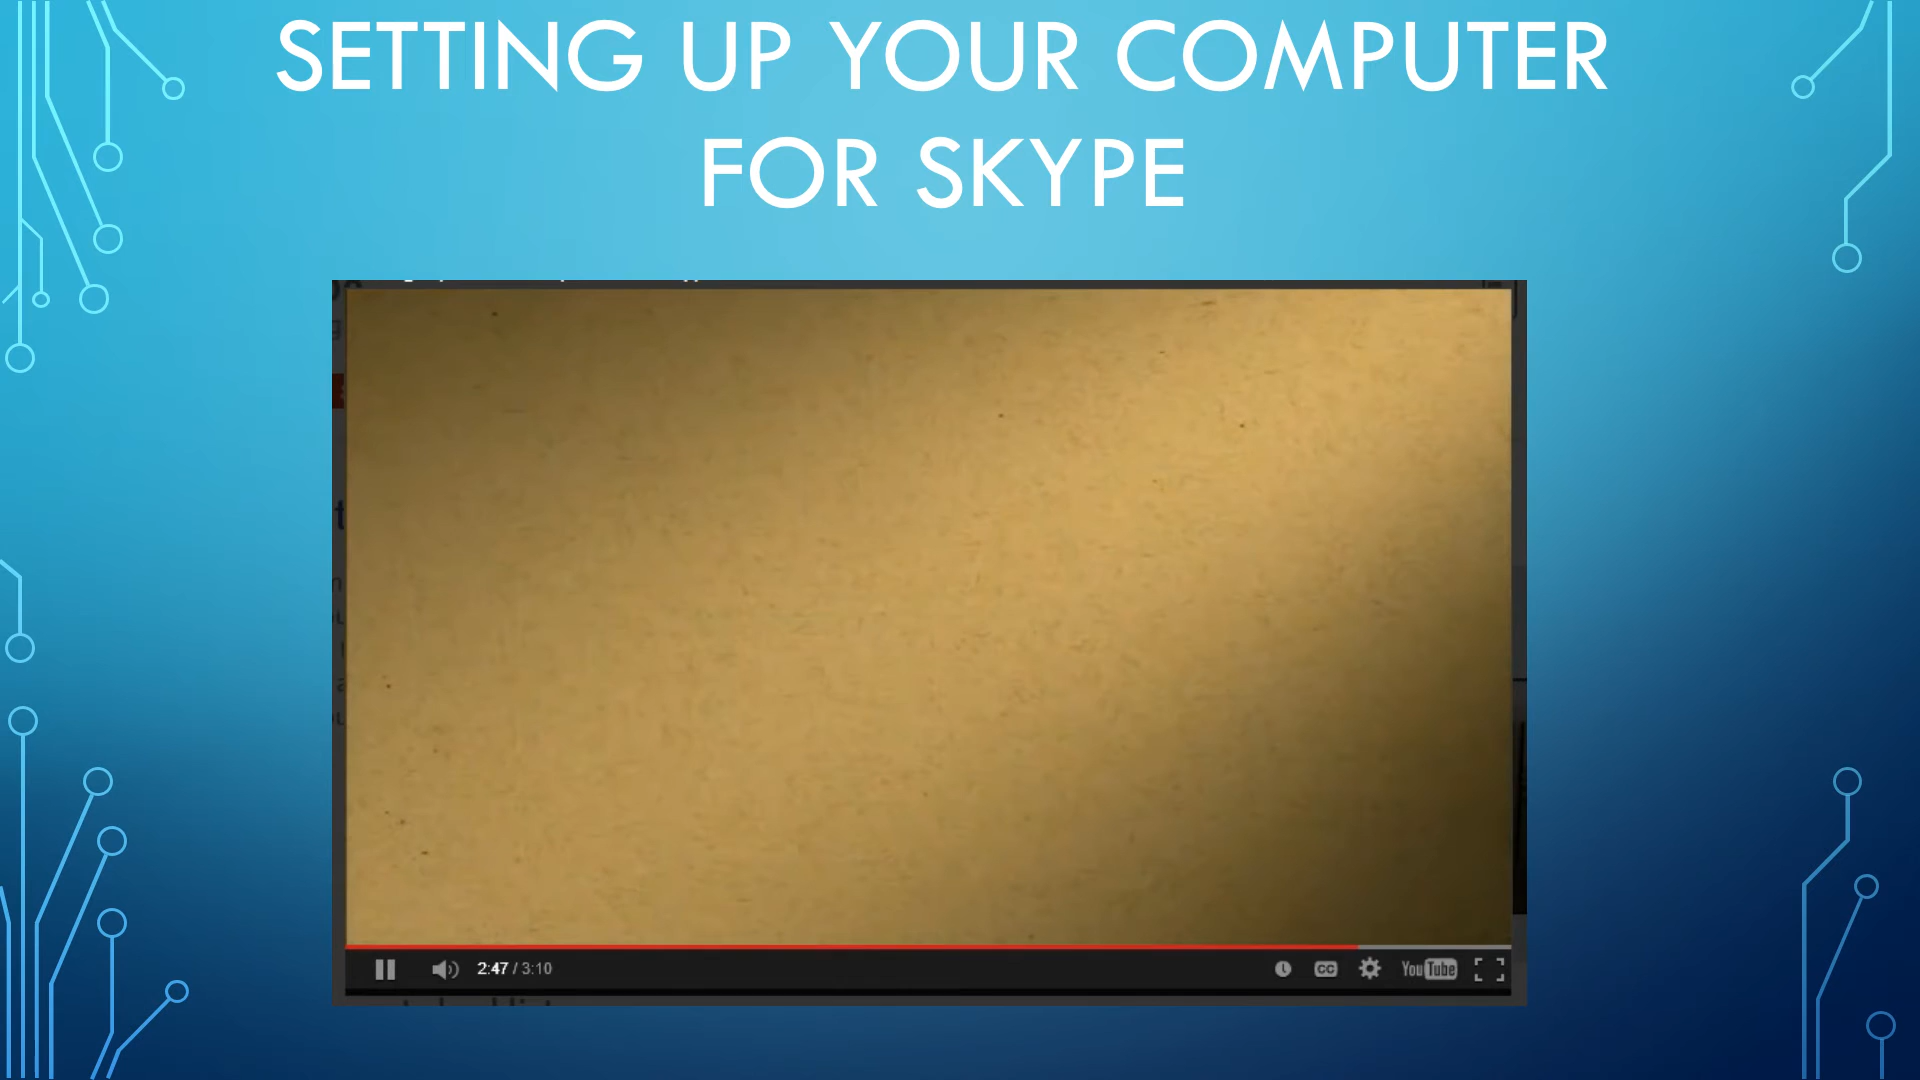 SETTING UP YOUR COMPUTER
FOR SKYPE
2:47 / 3:10
CC
YouTube